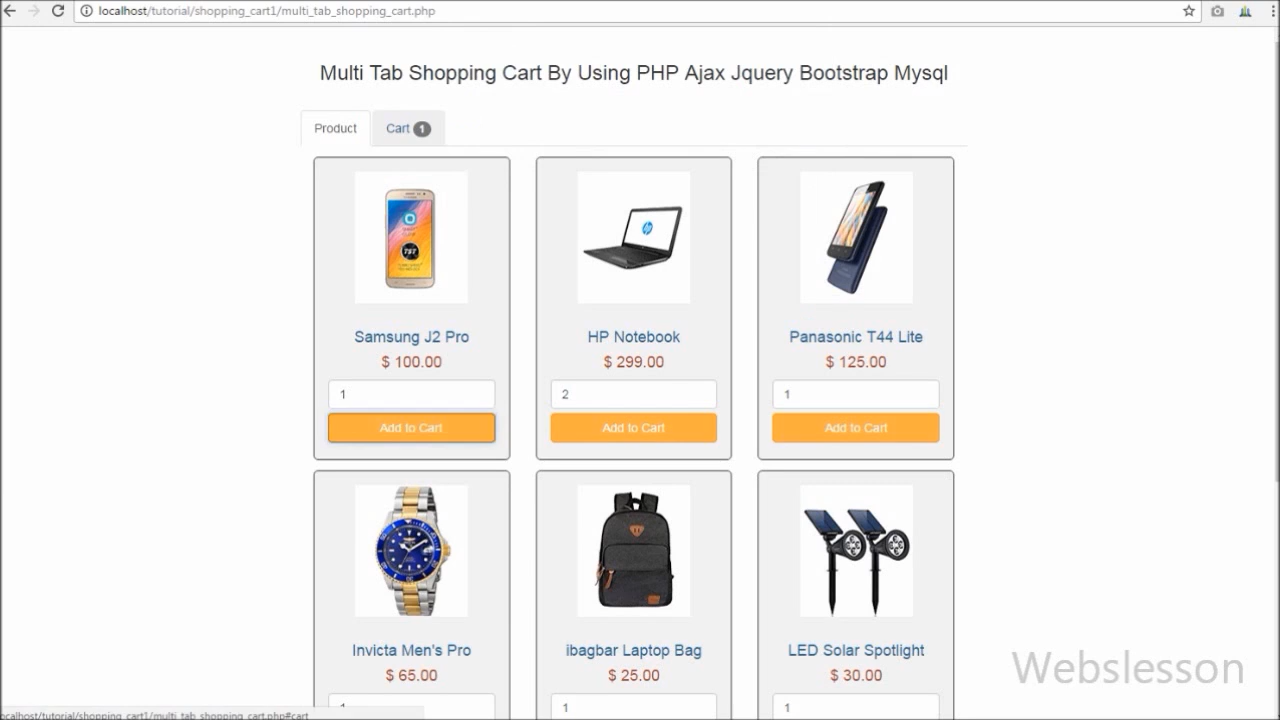 localhost/tutorial/shopping_cart1/multi_tab_shopping_cart.php
Multi Tab Shopping Cart By Using PHP Ajax Jquery Bootstrap Mysql
Product Cart 1
Samsung J2 Pro HP Notebook Panasonic T44 Lite
$ 100.00 $ 299.00 $ 125.00
1 2 1
Add to Cart Add to Cart Add to Cart
Invicta Men's Pro ibagbar Laptop Bag LED Solar Spotlight
$ 65.00 $ 25.00 $ 30.00
1 1 1
Webslesson
localhost/tutorial/shopping_cart1/multi_tab_shopping_cart.php#cart